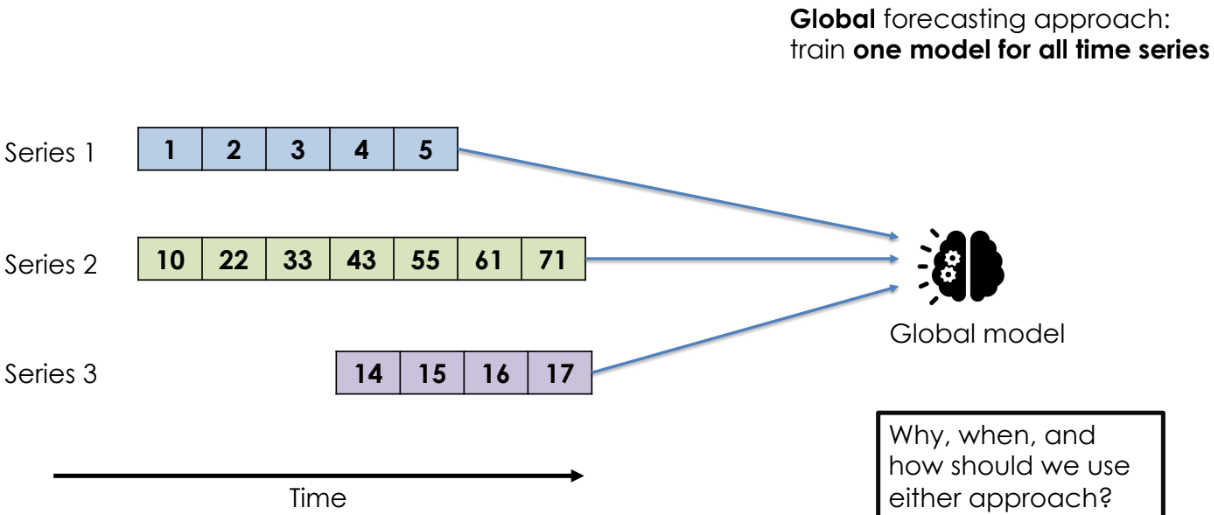 Global forecasting approach:
train one model for all time series
Series 1
1 2 3 4 5
Series 2
10 22 33 43 55 61 71
Global model
Series 3
14 15 16 17
Time
Why, when, and
how should we use
either approach?